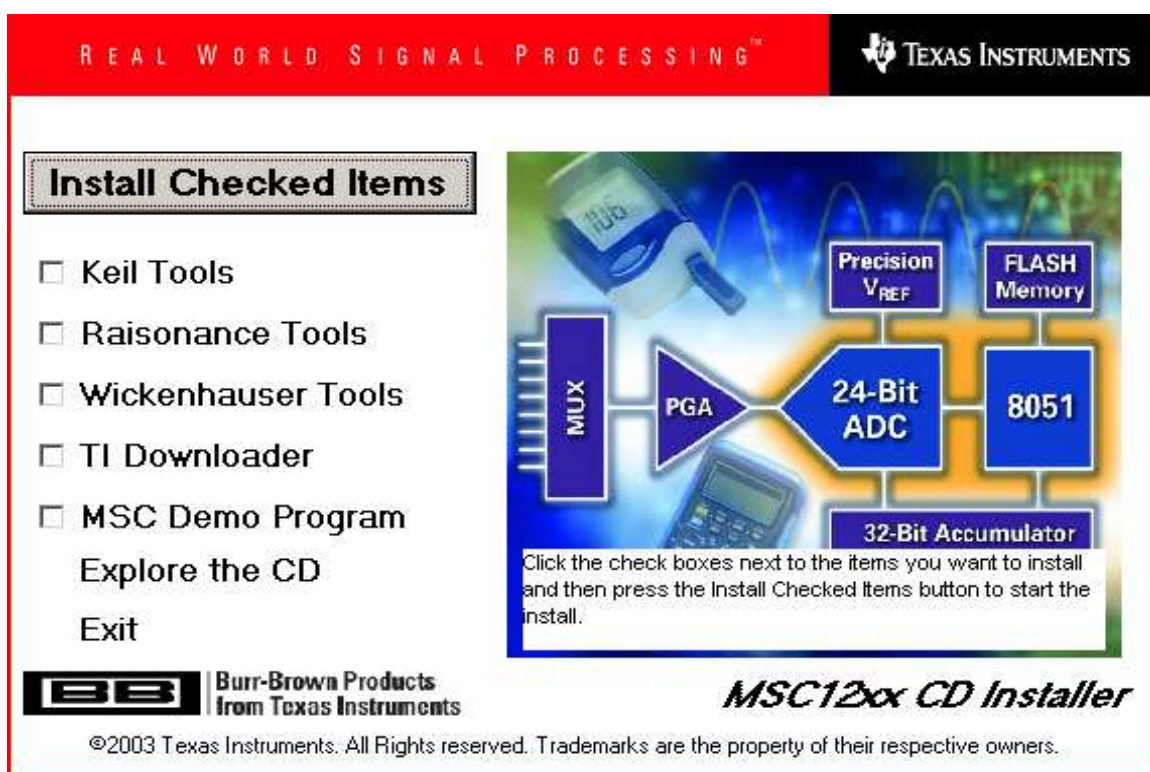 REAL WORLD SIGNAL PROCESSING™
TEXAS INSTRUMENTS
Install Checked Items
Keil Tools
Raisonance Tools
Wickenhauser Tools
TI Downloader
MSC Demo Program
Explore the CD
Exit
106
Precision
VREF
FLASH
Memory
MUX
PGA
24-Bit
ADC
8051
32-Bit Accumulator
Click the check boxes next to the items you want to install
and then press the Install Checked Items button to start the
install.
BB
Burr-Brown Products
from Texas Instruments
MSC12xx CD Installer
©2003 Texas Instruments. All Rights reserved. Trademarks are the property of their respective owners.